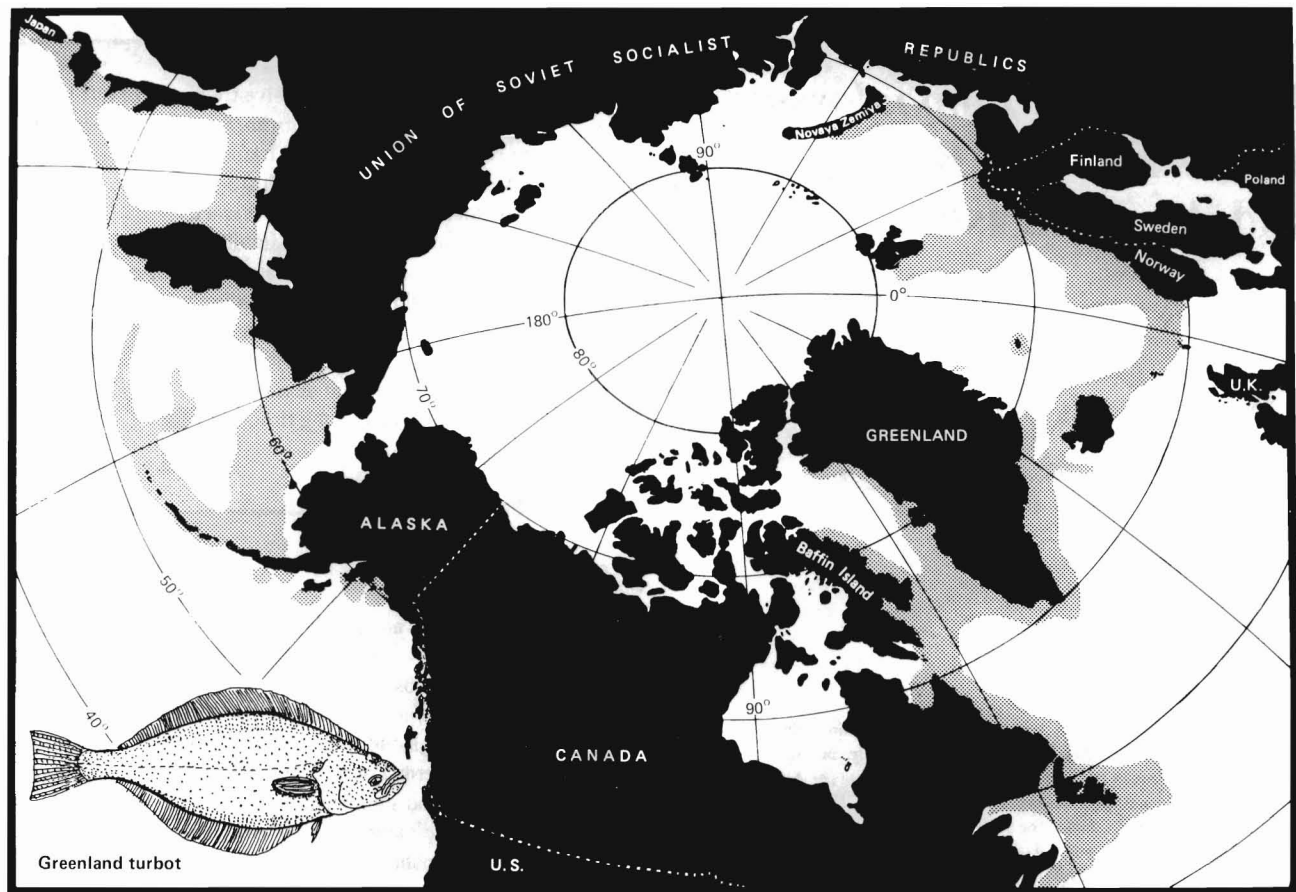 Japan
UNION OF SOVIET SOCIALIST REPUBLICS
Novaya Zemlya
90°
Finland
Poland
Sweden
Norway
0°
180°
80°
70°
60°
U.K.
GREENLAND
ALASKA
Baffin Island
50°
40°
90°
CANADA
Greenland turbot
U.S.